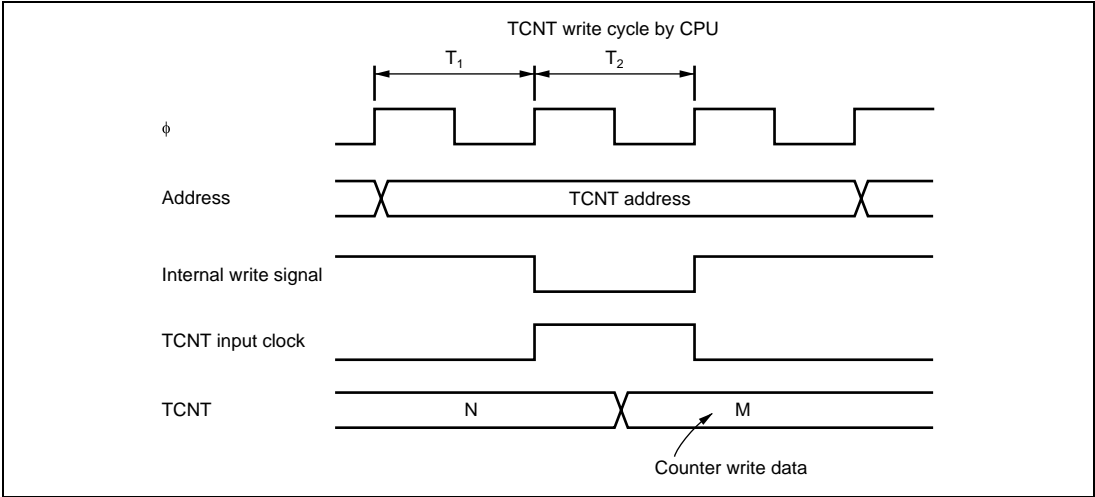 TCNT write cycle by CPU
T1 T2
ϕ
Address TCNT address
Internal write signal
TCNT input clock
TCNT N M
Counter write data